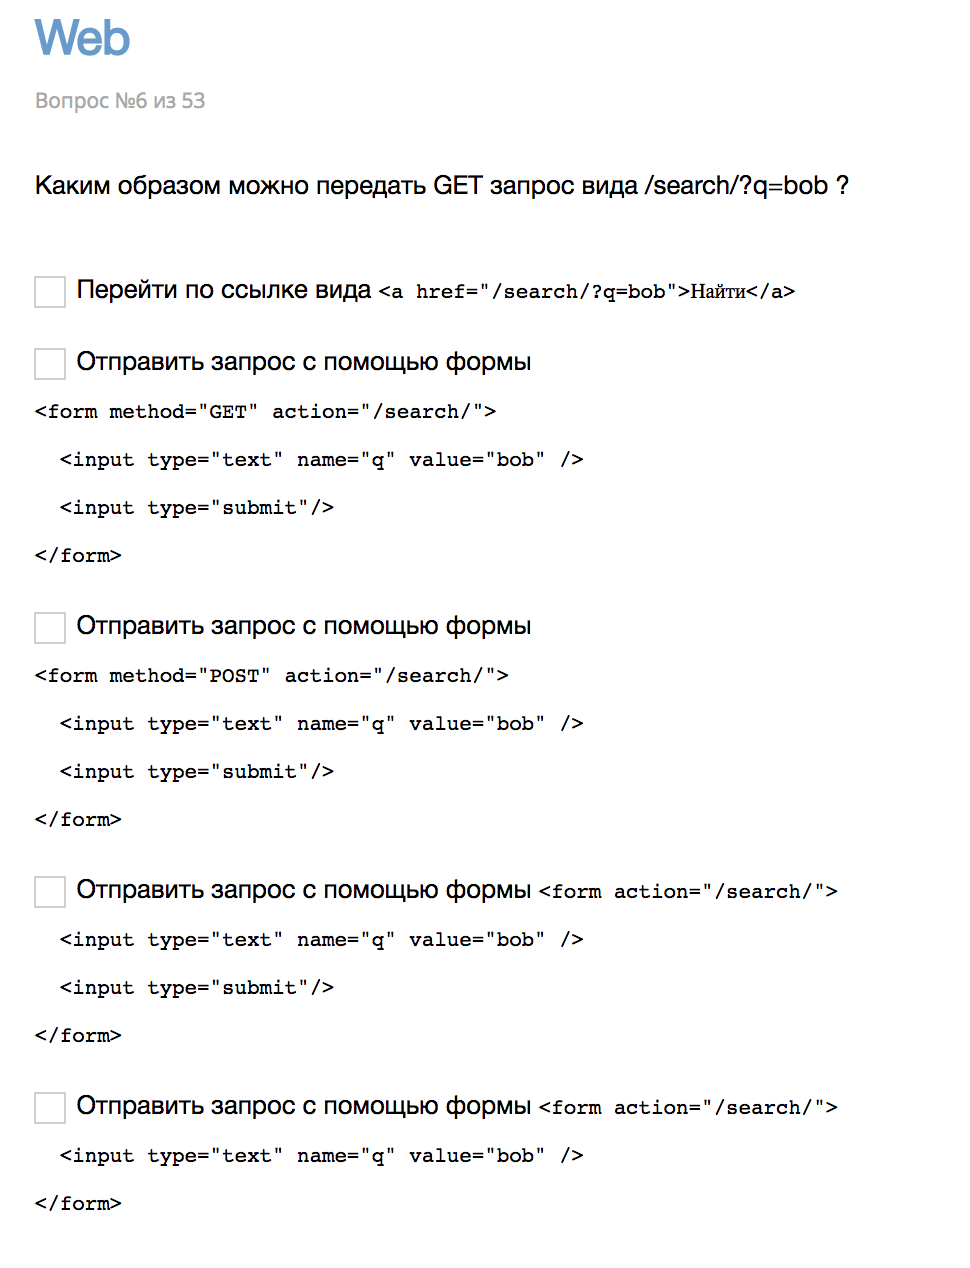 Web
Вопрос №6 из 53
Каким образом можно передать GET запрос вида /search/?q=bob ?
Перейти по ссылке вида <a href="/search/?q=bob">Найти</a>
Отправить запрос с помощью формы
<form method="GET" action="/search/">
<input type="text" name="q" value="bob" />
<input type="submit"/>
</form>
Отправить запрос с помощью формы
<form method="POST" action="/search/">
<input type="text" name="q" value="bob" />
<input type="submit"/>
</form>
Отправить запрос с помощью формы <form action="/search/">
<input type="text" name="q" value="bob" />
<input type="submit"/>
</form>
Отправить запрос с помощью формы <form action="/search/">
<input type="text" name="q" value="bob" />
</form>